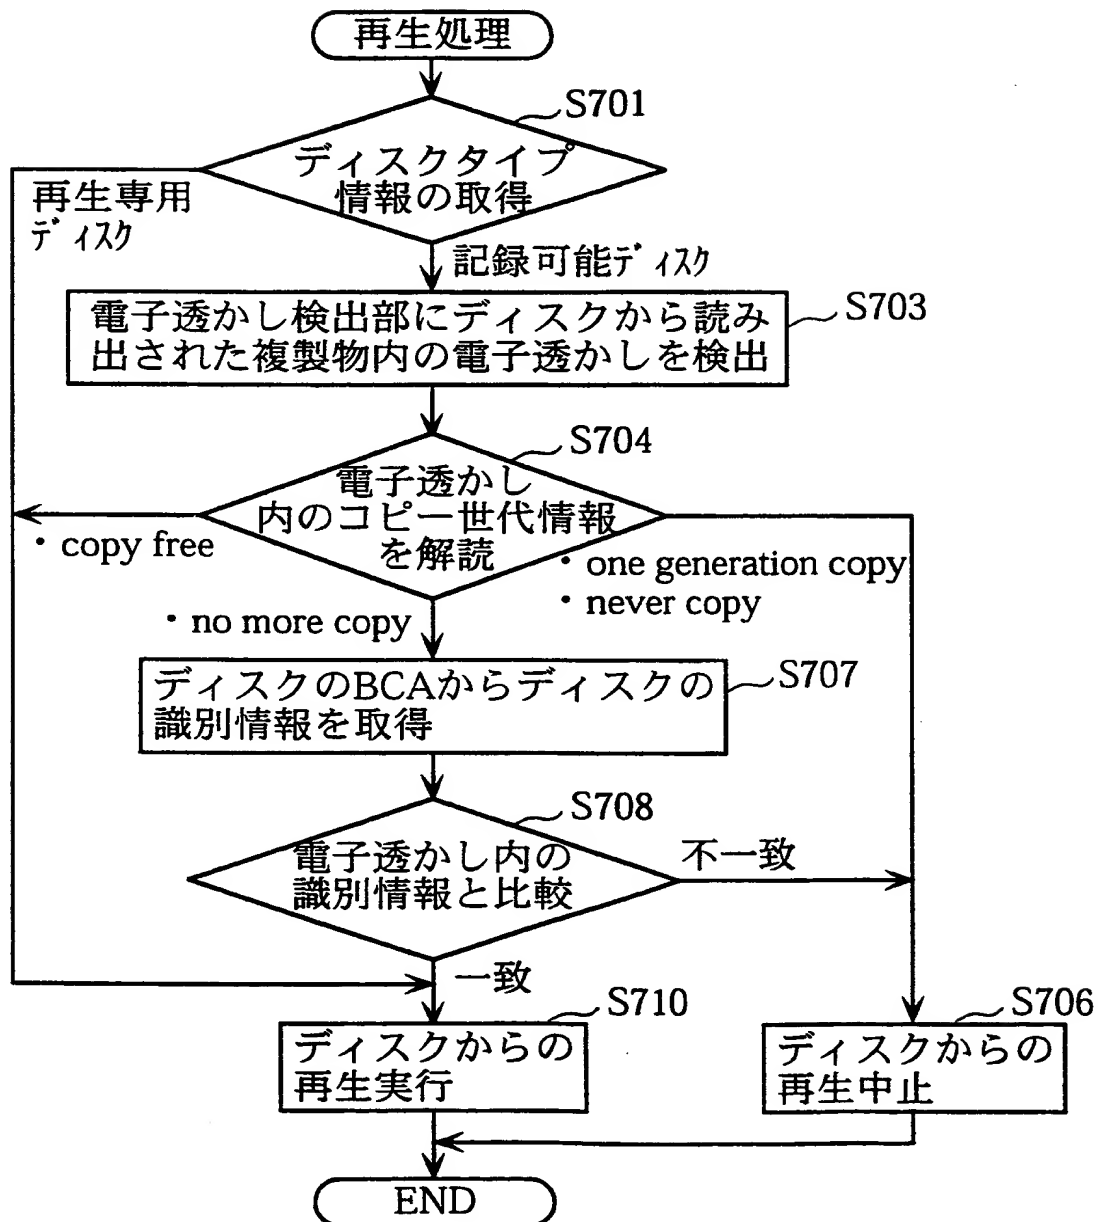 再生処理
S701
ディスクタイプ
情報の取得
再生専用
ディスク
記録可能ディスク
S703
電子透かし検出部にディスクから読み
出された複製物内の電子透かしを検出
S704
電子透かし
内のコピー世代情報
を解読
・copy free
・one generation copy
・never copy
・no more copy
S707
ディスクのBCAからディスクの
識別情報を取得
S708
電子透かし内の
識別情報と比較
不一致
一致
S710
ディスクからの
再生実行
S706
ディスクからの
再生中止
END